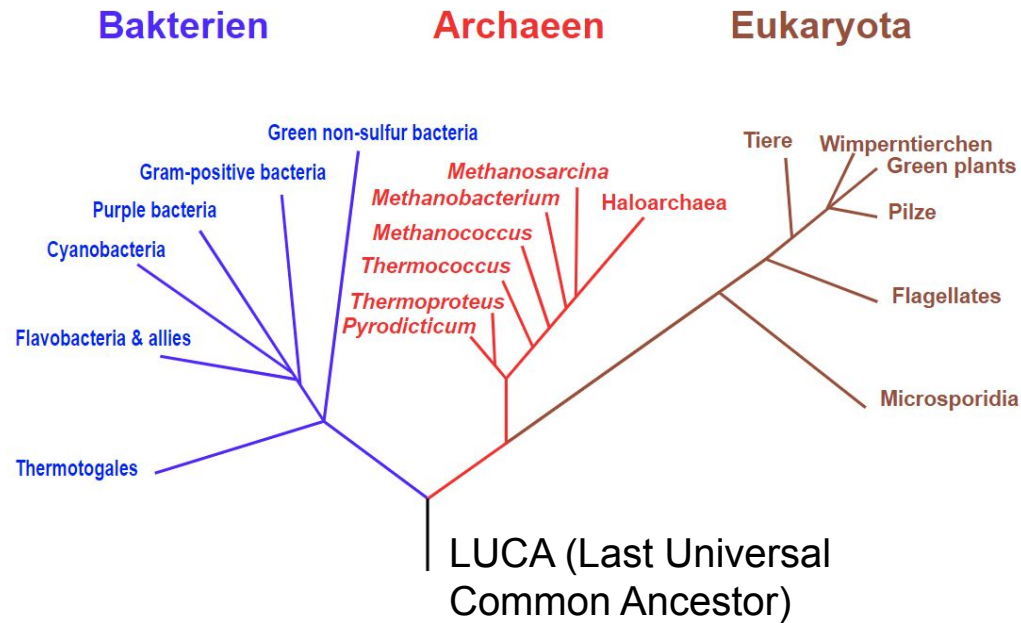 Bakterien
Archaeen
Eukaryota
Green non-sulfur bacteria
Gram-positive bacteria
Purple bacteria
Cyanobacteria
Flavobacteria & allies
Thermotogales
Methanosarcina
Methanobacterium
Haloarchaea
Methanococcus
Thermococcus
Thermoproteus
Pyrodicticum
Tiere
Wimperntierchen
Green plants
Pilze
Flagellates
Microsporidia
LUCA (Last Universal
Common Ancestor)